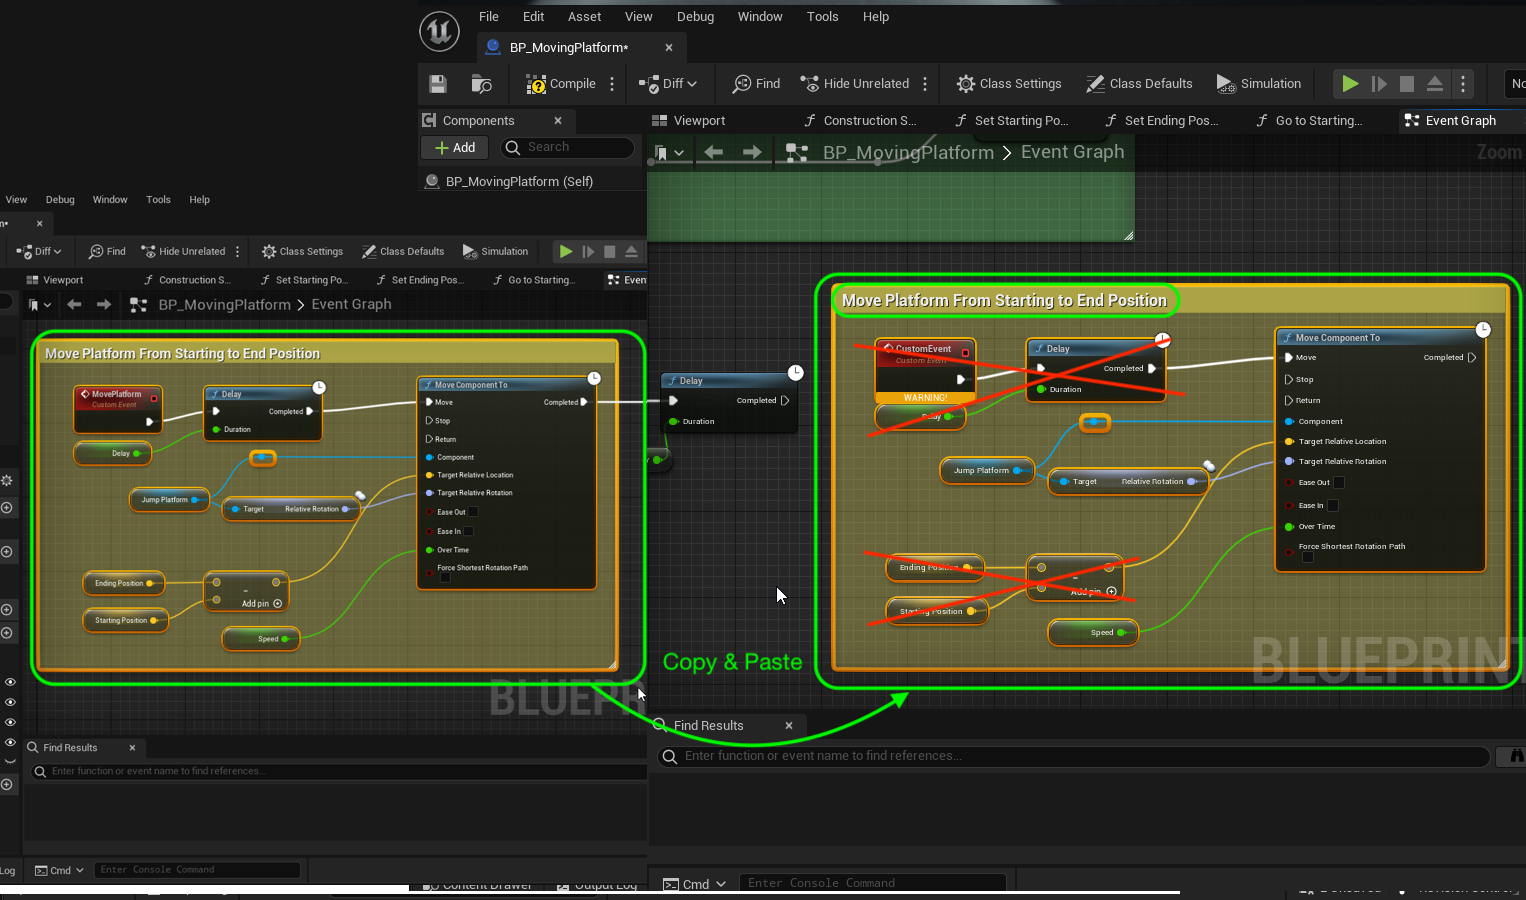 File Edit Asset View Debug Window Tools Help
BP_MovingPlatform*
Compile Diff Find Hide Unrelated Class Settings Class Defaults Simulation No
Components
Viewport Construction S... Set Starting Po... Set Ending Pos... Go to Starting... Event Graph
Add Search
BP_MovingPlatform > Event Graph
Zoom
BP_MovingPlatform (Self)
View Debug Window Tools Help
Diff Find Hide Unrelated Class Settings Class Defaults Simulation
Viewport Construction S... Set Starting Po... Set Ending Pos... Go to Starting... Even
BP_MovingPlatform > Event Graph
Move Platform From Starting to End Position
MovePlatform
Custom Event
Delay
Completed
Duration
Delay
Jump Platform
Target Relative Rotation
Ending Position
Starting Position
Add pin
Speed
Move Component To
Move Completed
Stop
Return
Component
Target Relative Location
Target Relative Rotation
Ease Out
Ease In
Over Time
Force Shortest Rotation Path
BLUEPR
Delay
Completed
Duration
Copy & Paste
Move Platform From Starting to End Position
CustomEvent
Custom Event
WARNING!
Delay
Delay
Completed
Duration
Jump Platform
Target Relative Rotation
Ending Position
Starting Position
Add pin
Speed
Move Component To
Move Completed
Stop
Return
Component
Target Relative Location
Target Relative Rotation
Ease Out
Ease In
Over Time
Force Shortest Rotation Path
BLUEPRIN
Find Results
Enter function or event name to find references...
Find Results
Enter function or event name to find references...
Log Cmd Enter Console Command
Content Drawer Output Log
Cmd Enter Console Command